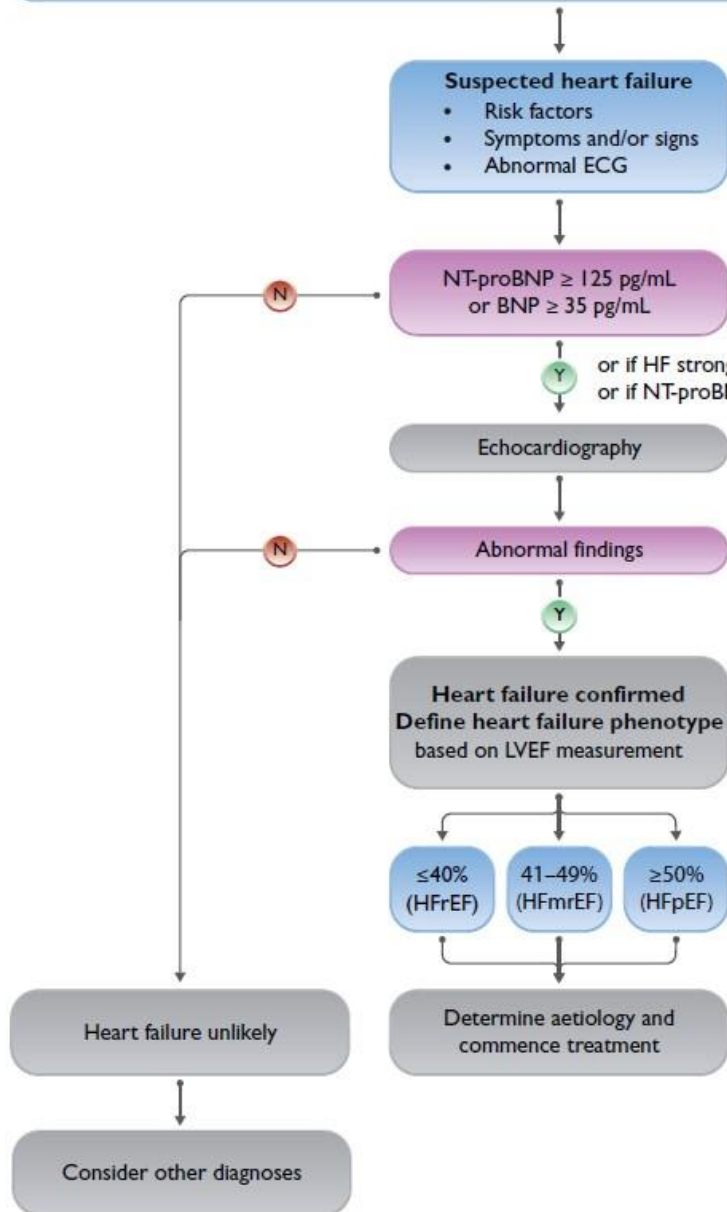 Suspected heart failure
• Risk factors
• Symptoms and/or signs
• Abnormal ECG
N
NT-proBNP ≥ 125 pg/mL
or BNP ≥ 35 pg/mL
Y
or if HF strong
or if NT-proB
Echocardiography
N
Abnormal findings
Y
Heart failure confirmed
Define heart failure phenotype
based on LVEF measurement
≤40%
(HFrEF)
41–49%
(HFmrEF)
≥50%
(HFpEF)
Heart failure unlikely
Determine aetiology and
commence treatment
Consider other diagnoses